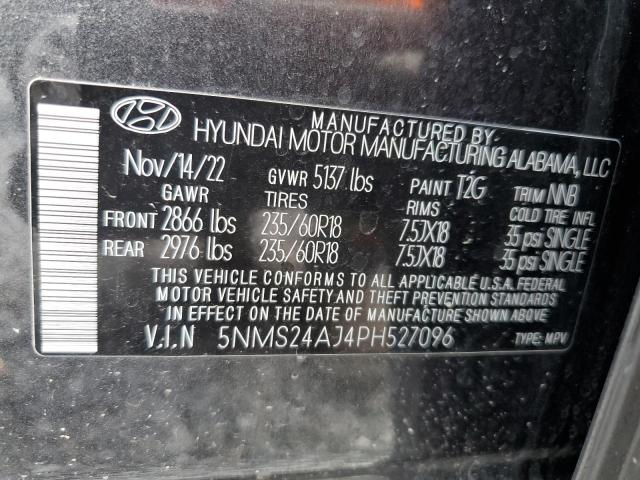 MANUFACTURED BY
HYUNDAI MOTOR MANUFACTURING ALABAMA, LLC
Nov/14/22 GVWR 5137 lbs PAINT T2G TRIM NNB
GAWR TIRES RIMS COLD TIRE INFL
FRONT 2866 lbs 235/60R18 7.5JX18 35 psi SINGLE
REAR 2976 lbs 235/60R18 7.5JX18 35 psi SINGLE
THIS VEHICLE CONFORMS TO ALL APPLICABLE U.S.A. FEDERAL
MOTOR VEHICLE SAFETY AND THEFT PREVENTION STANDARDS
IN EFFECT ON THE DATE OF MANUFACTURE SHOWN ABOVE.
V.I.N 5NMS24AJ4PH527096 TYPE: MPV